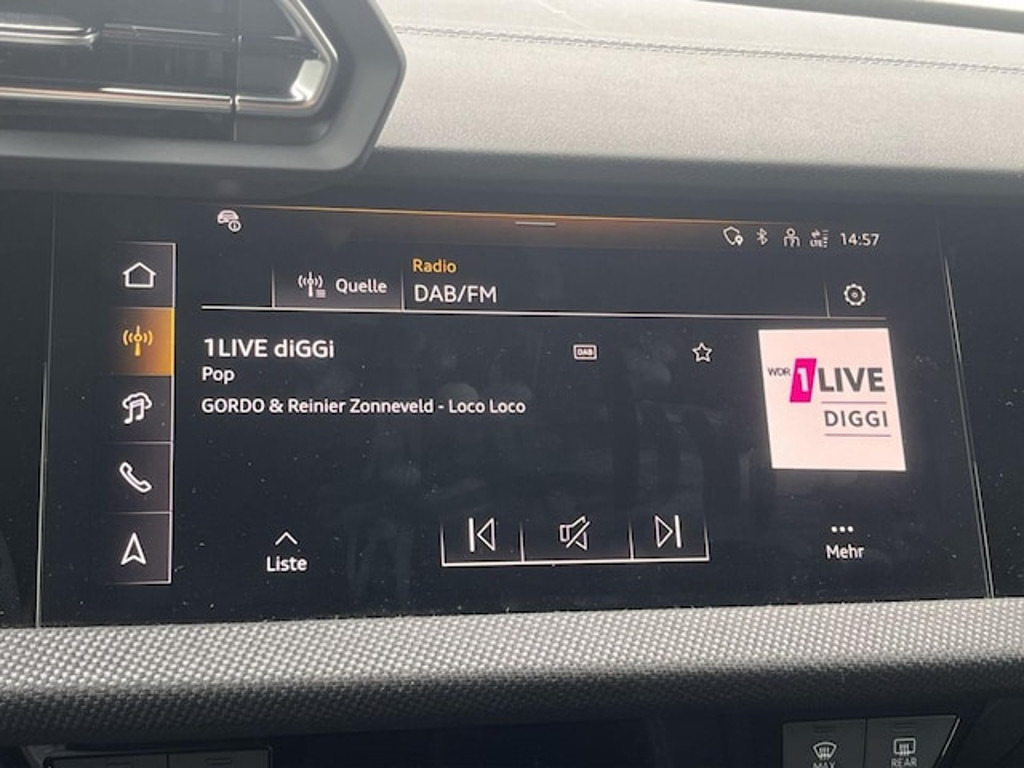 LTE 14:57
Quelle
Radio
DAB/FM
1LIVE diGGi
DAB
Pop
GORDO & Reinier Zonneveld - Loco Loco
WDR 1LIVE
DIGGI
Liste
Mehr
MAX
REAR